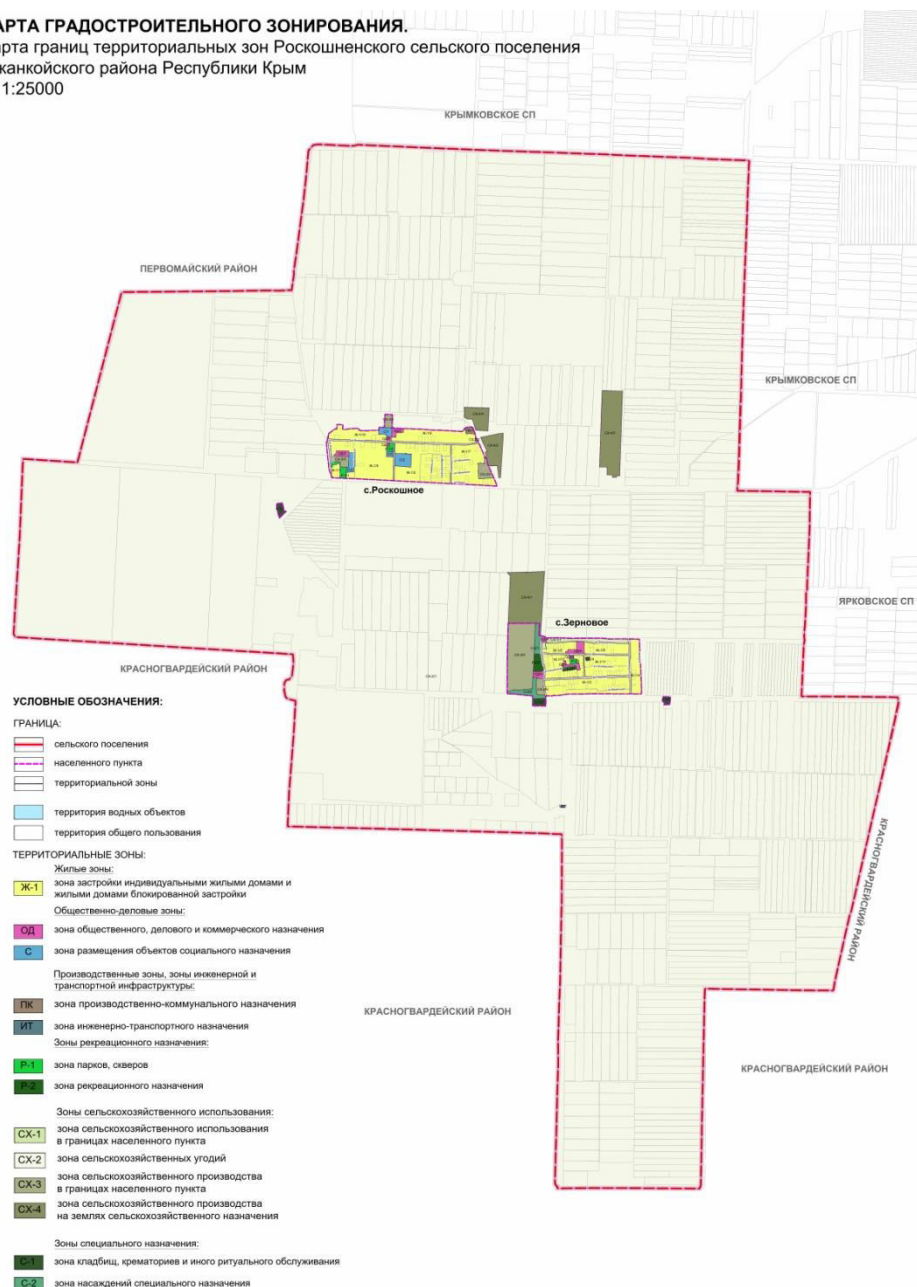 АРТА ГРАДОСТРОИТЕЛЬНОГО ЗОНИРОВАНИЯ.
арта границ территориальных зон Роскошненского сельского поселения
жанкойского района Республики Крым
1:25000
КРЫМКОВСКОЕ СП
ПЕРВОМАЙСКИЙ РАЙОН
КРЫМКОВСКОЕ СП
с.Роскошное
ЯРКОВСКОЕ СП
с.Зерновое
КРАСНОГВАРДЕЙСКИЙ РАЙОН
УСЛОВНЫЕ ОБОЗНАЧЕНИЯ:
ГРАНИЦА:
сельского поселения
населенного пункта
территориальной зоны
территория водных объектов
территория общего пользования
ТЕРРИТОРИАЛЬНЫЕ ЗОНЫ:
Жилые зоны:
Ж-1 зона застройки индивидуальными жилыми домами и
жилыми домами блокированной застройки
Общественно-деловые зоны:
ОД зона общественного, делового и коммерческого назначения
С зона размещения объектов социального назначения
Производственные зоны, зоны инженерной и
транспортной инфраструктуры:
ПК зона производственно-коммунального назначения
ИТ зона инженерно-транспортного назначения
Зоны рекреационного назначения:
Р-1 зона парков, скверов
Р-2 зона рекреационного назначения
Зоны сельскохозяйственного использования:
СХ-1 зона сельскохозяйственного использования
в границах населенного пункта
СХ-2 зона сельскохозяйственных угодий
СХ-3 зона сельскохозяйственного производства
в границах населенного пункта
СХ-4 зона сельскохозяйственного производства
на землях сельскохозяйственного назначения
Зоны специального назначения:
С-1 зона кладбищ, крематориев и иного ритуального обслуживания
С-2 зона насаждений специального назначения
КРАСНОГВАРДЕЙСКИЙ РАЙОН
КРАСНОГВАРДЕЙСКИЙ РАЙОН
КРАСНОГВАРДЕЙСКИЙ РАЙОН